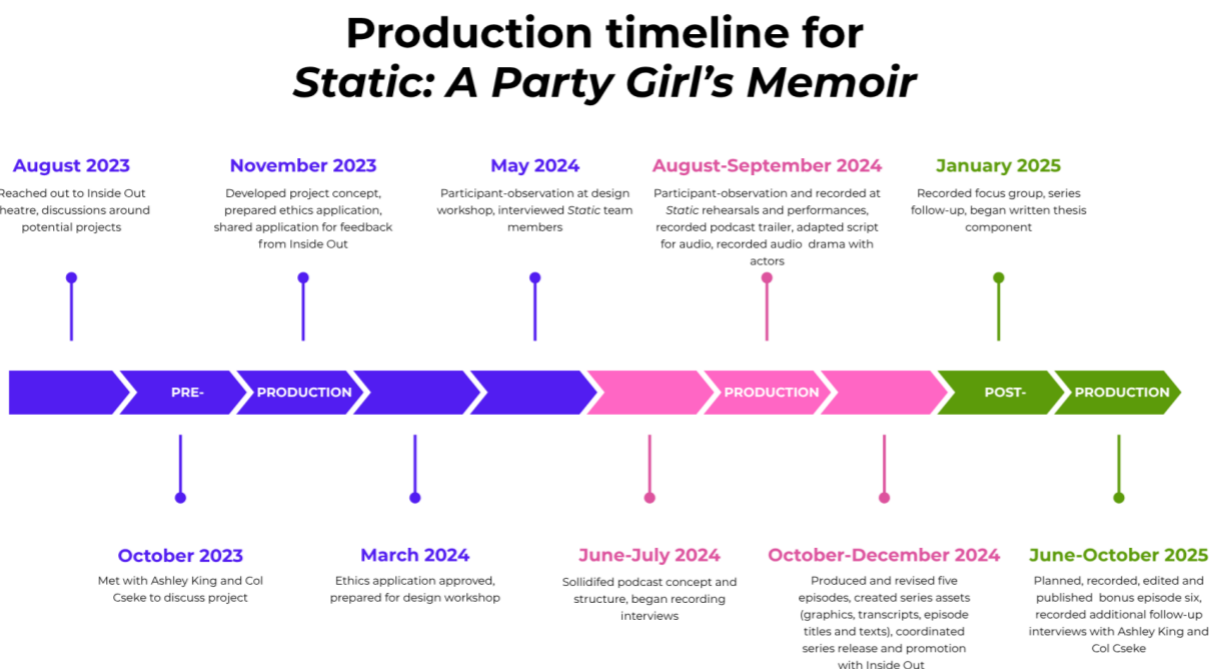 Production timeline for
Static: A Party Girl's Memoir
August 2023
Reached out to Inside Out
heatre, discussions around
potential projects
November 2023
Developed project concept,
prepared ethics application,
shared application for feedback
from Inside Out
May 2024
Participant-observation at design
workshop, interviewed Static team
members
August-September 2024
Participant-observation and recorded at
Static rehearsals and performances,
recorded podcast trailer, adapted script
for audio, recorded audio drama with
actors
January 2025
Recorded focus group, series
follow-up, began written thesis
component
PRE-
PRODUCTION
PRODUCTION
POST-
PRODUCTION
October 2023
Met with Ashley King and Col
Cseke to discuss project
March 2024
Ethics application approved,
prepared for design workshop
June-July 2024
Sollidifed podcast concept and
structure, began recording
interviews
October-December 2024
Produced and revised five
episodes, created series assets
(graphics, transcripts, episode
titles and texts), coordinated
series release and promotion
with Inside Out
June-October 2025
Planned, recorded, edited and
published bonus episode six,
recorded additional follow-up
interviews with Ashley King and
Col Cseke